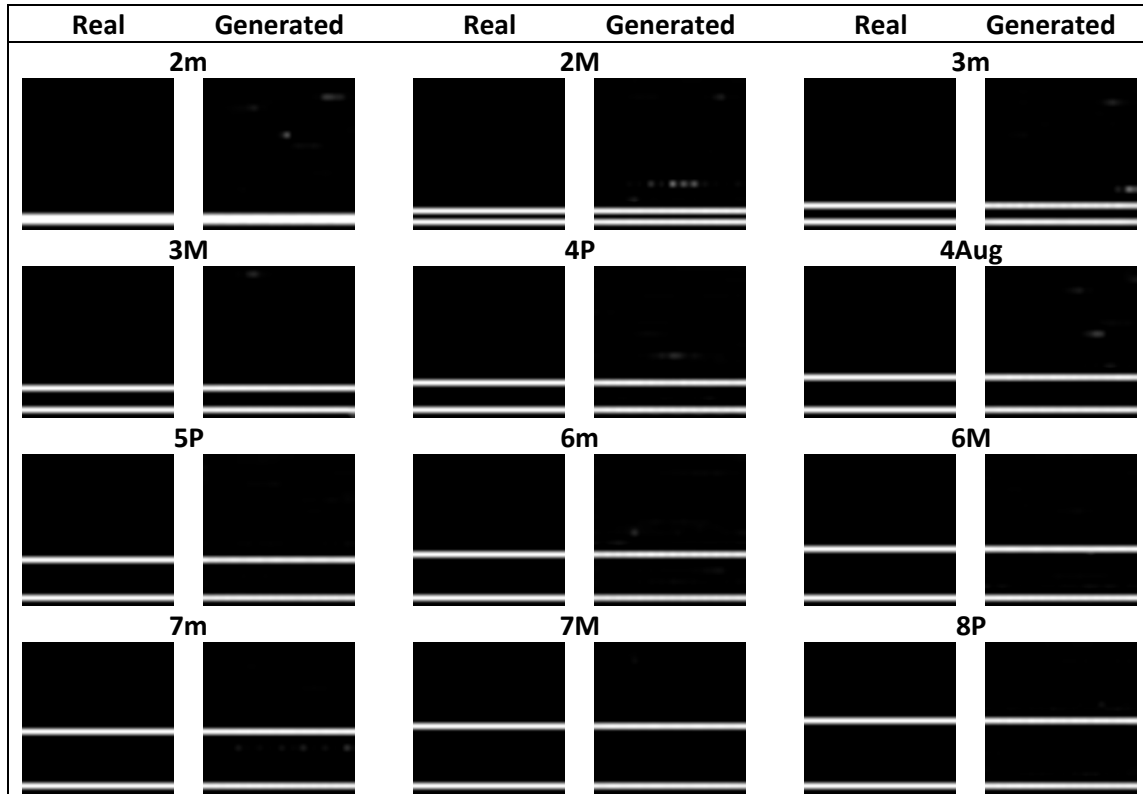 Real Generated Real Generated Real Generated
2m 2M 3m
3M 4P 4Aug
5P 6m 6M
7m 7M 8P